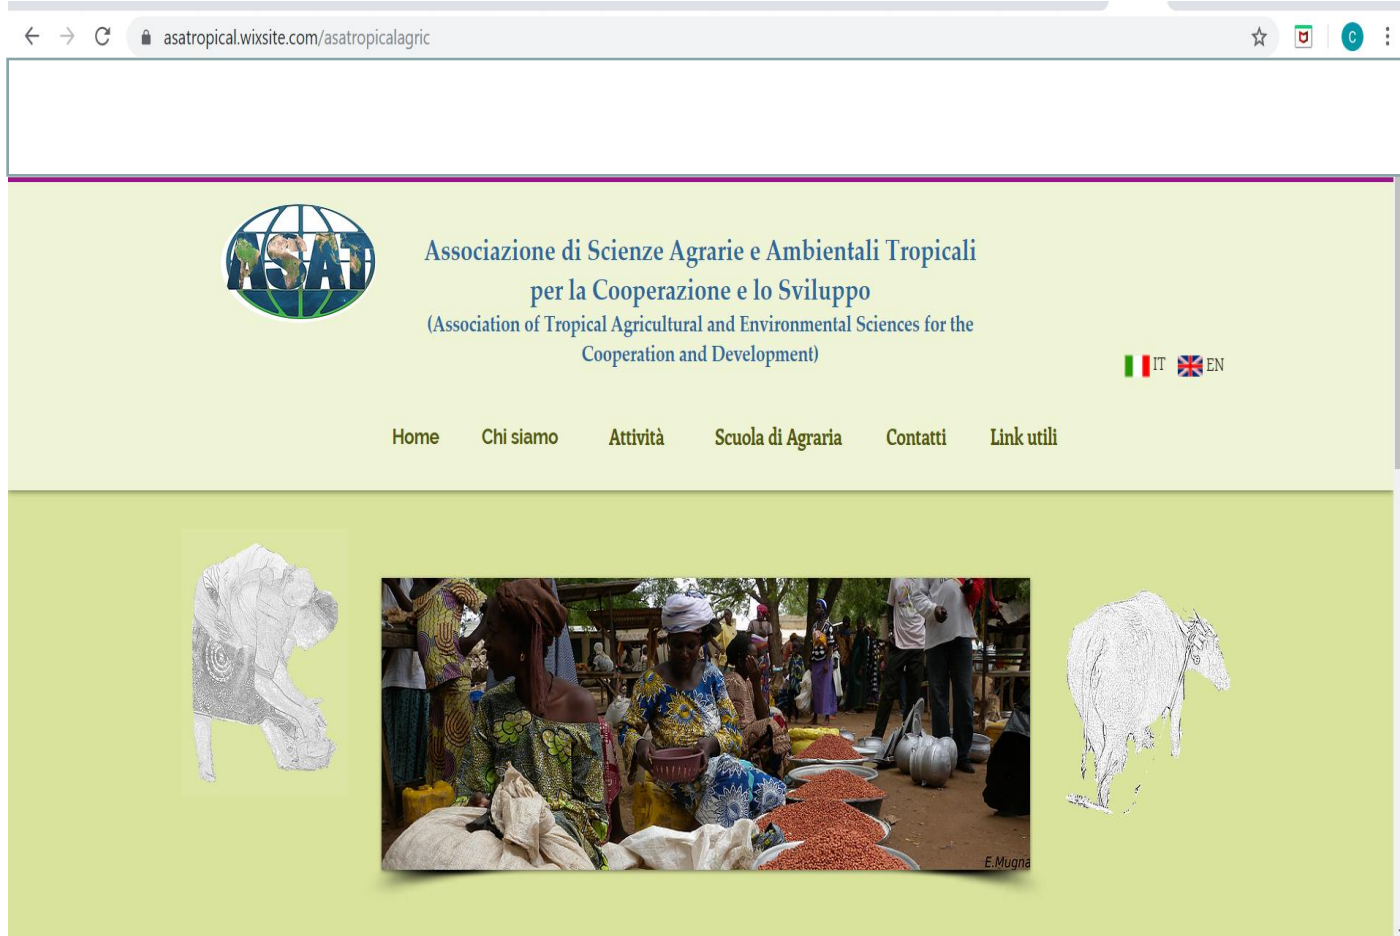 asatropical.wixsite.com/asatropicalagric
C
ASAT
Associazione di Scienze Agrarie e Ambientali Tropicali
per la Cooperazione e lo Sviluppo
(Association of Tropical Agricultural and Environmental Sciences for the
Cooperation and Development)
IT EN
Home Chi siamo Attività Scuola di Agraria Contatti Link utili
E.Mugna